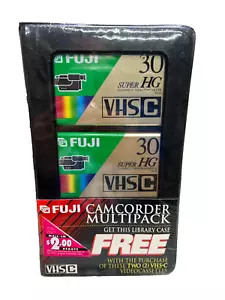 FUJI
30
SUPER HG
VHS C
FUJI
30
SUPER HG
VHS C
FUJI CAMCORDER
MULTIPACK
$2.00
GET THIS LIBRARY CASE
FREE
WITH THE PURCHASE
OF THESE TWO (2) VHS-C
VIDEOCASSETTES
VHS C